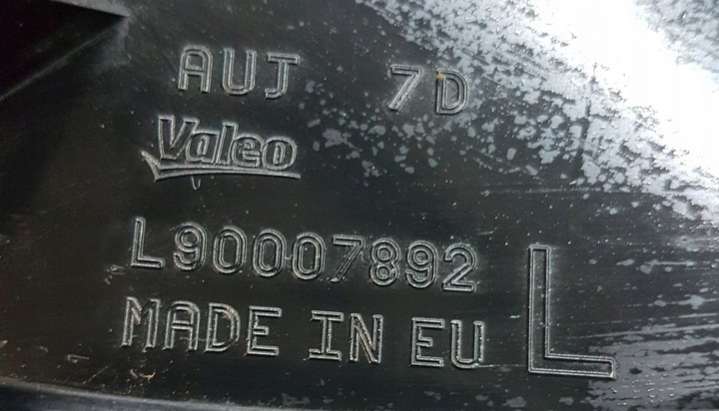 AUJ 7D
Valeo
L90007892
MADE IN EU L